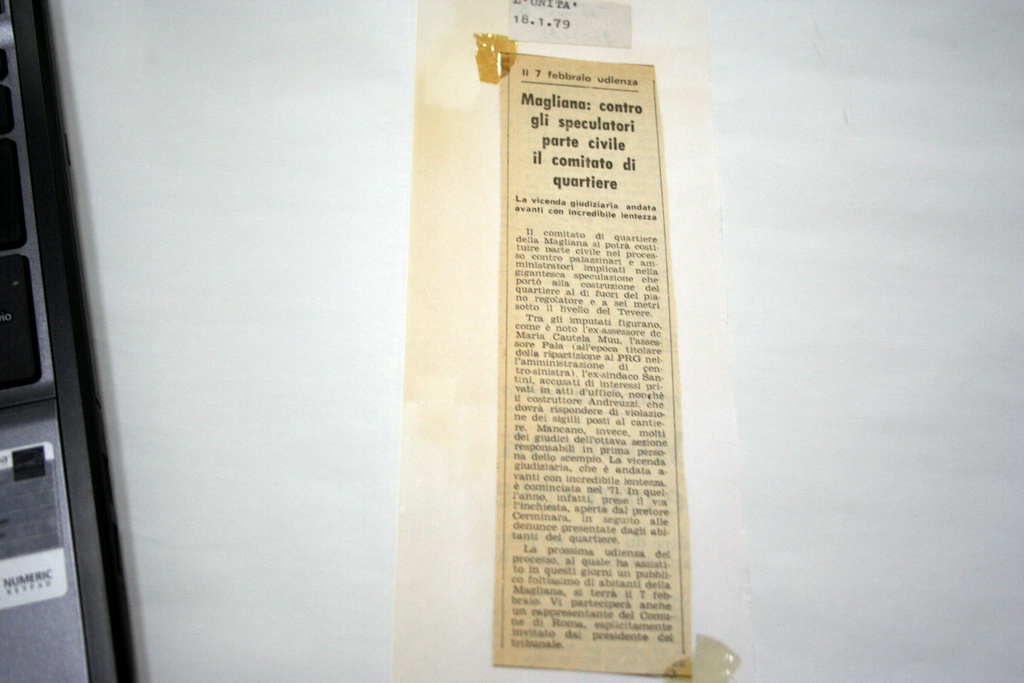 L'UNITA'
18.1.79
Il 7 febbraio udienza
Magliana: contro
gli speculatori
parte civile
il comitato di
quartiere
La vicenda giudiziaria andata
avanti con incredibile lentezza
Il comitato di quartiere
della Magliana si potrà costi-
tuire parte civile nel proces-
so contro palazzinari e am-
ministratori implicati nella
gigantesca speculazione che
portò alla costruzione del
quartiere al di fuori del pia-
no regolatore e a sei metri
sotto il livello del Tevere.
Tra gli imputati figurano,
come è noto l'ex-assessore dc
Maria Cautela Muu, l'asses-
sore Pala (all'epoca titolare
della ripartizione al PRG nel-
l'amministrazione di cen-
tro-sinistra), l'ex-sindaco San-
tini, accusati di interessi pri-
vati in atti d'ufficio, nonchè
il costruttore Andreuzzi, che
dovrà rispondere di violazio-
ne dei sigilli posti al cantie-
re. Mancano, invece, molti
dei giudici dell'ottava sezione
responsabili in prima perso-
na dello scempio. La vicenda
giudiziaria, che è andata a-
vanti con incredibile lentezza,
è cominciata nel '71. In quel-
l'anno, infatti, prese il via
l'inchiesta, aperta dal pretore
Cerminara, in seguito alle
denunce presentate dagli abi-
tanti del quartiere.
La prossima udienza del
processo, al quale ha assisti-
to in questi giorni un pubbli-
co foltissimo di abitanti della
Magliana, si terrà il 7 feb-
braio. Vi parteciperà anche
un rappresentante del Comu-
ne di Roma, esplicitamente
invitato dal presidente del
tribunale.
NUMERIC
KEYPAD